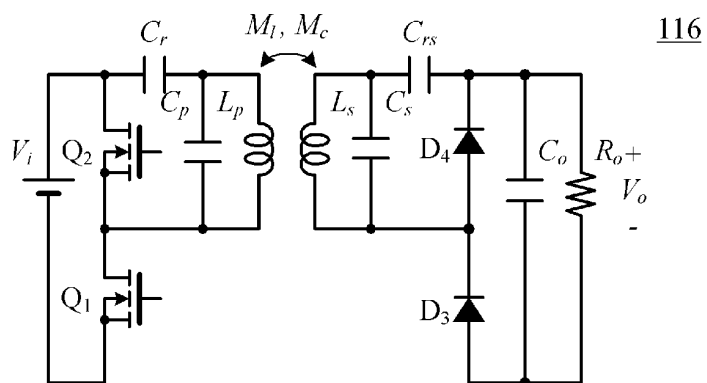 116
M_l, M_c
C_r
C_rs
C_p
L_p
L_s
C_s
V_i
Q_2
D_4
C_o
R_o
+
V_o
-
Q_1
D_3